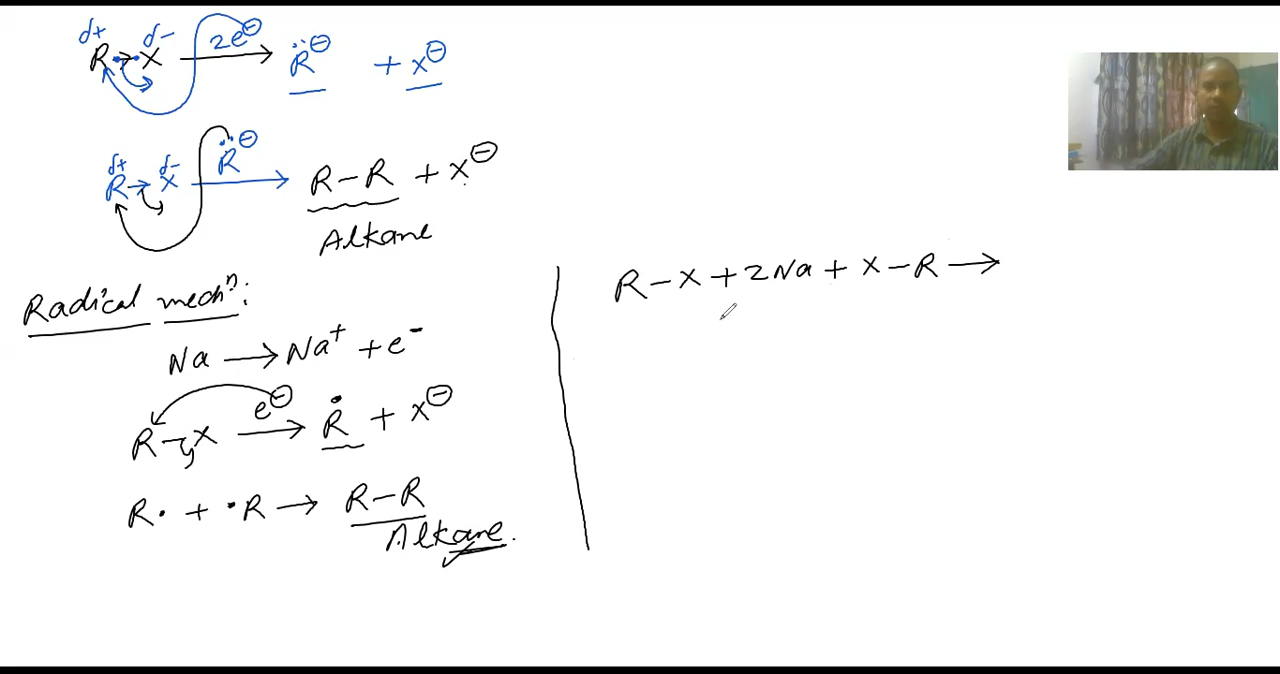 δ+ δ-
R → X 2e⊖ → R̈⊖ + x⊖
δ+ δ- R̈⊖
R → X → R-R + x⊖
Alkane
Radical mechⁿ:
Na → Na⁺ + e⁻
R-X e⊖ → Ṙ + x⊖
R· + ·R → R-R
Alkane.
R-X + 2Na + X-R →